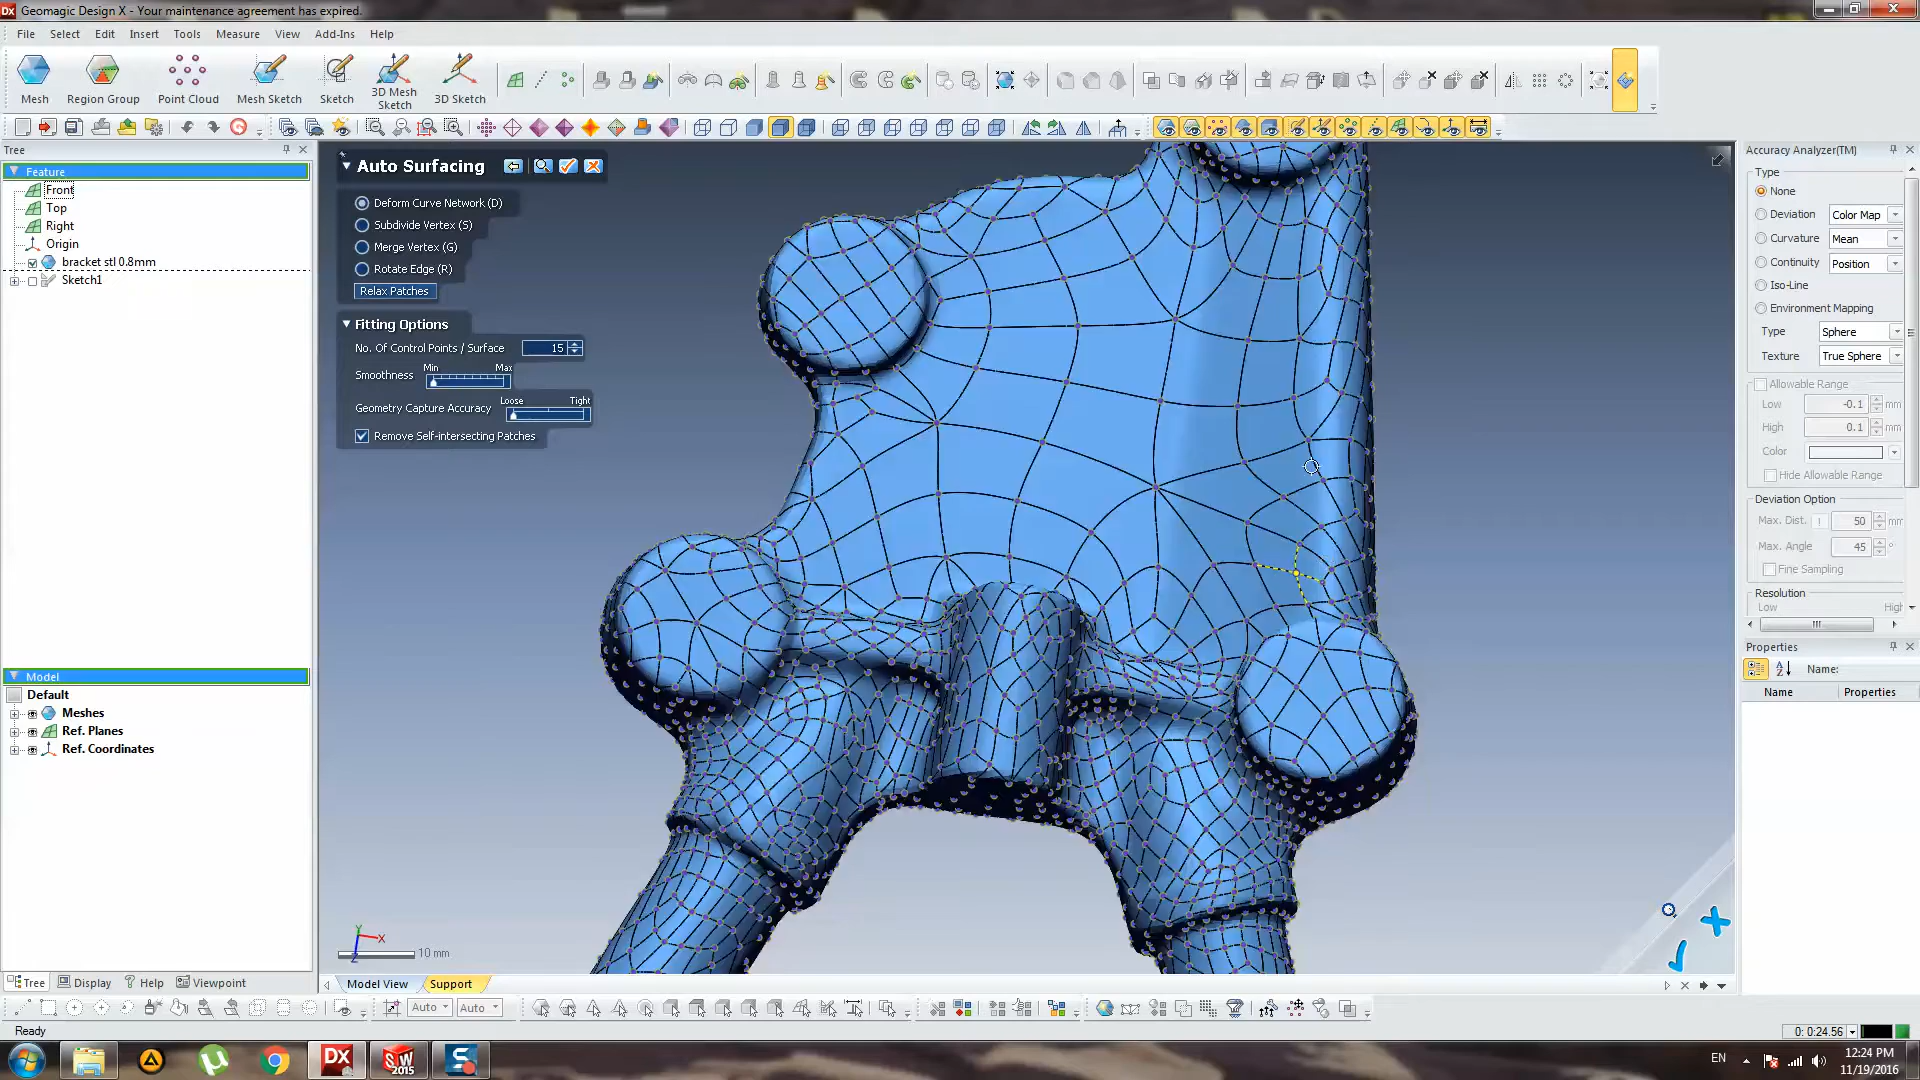 Geomagic Design X - Your maintenance agreement has expired.
File Select Edit Insert Tools Measure View Add-Ins Help
Mesh Region Group Point Cloud Mesh Sketch Sketch 3D Mesh Sketch 3D Sketch
Tree
Feature
Front
Top
Right
Origin
bracket stl 0.8mm
Sketch1
Model
Default
Meshes
Ref. Planes
Ref. Coordinates
Tree Display Help Viewpoint
Auto Surfacing
Deform Curve Network (D)
Subdivide Vertex (S)
Merge Vertex (G)
Rotate Edge (R)
Relax Patches
Fitting Options
No. Of Control Points / Surface 15
Min Max
Smoothness
Loose Tight
Geometry Capture Accuracy
Remove Self-intersecting Patches
Y
X
Z
10 mm
Model View Support
Accuracy Analyzer(TM)
Type
None
Deviation Color Map
Curvature Mean
Continuity Position
Iso-Line
Environment Mapping
Type Sphere
Texture True Sphere
Allowable Range
Low -0.1 mm
High 0.1 mm
Color
Hide Allowable Range
Deviation Option
Max. Dist. 50 mm
Max. Angle 45 °
Fine Sampling
Resolution
Low High
Properties
Name:
Name Properties
Auto Auto
Ready
0: 0:24.56
DX
SW
2015
S
EN
12:24 PM
11/19/2016